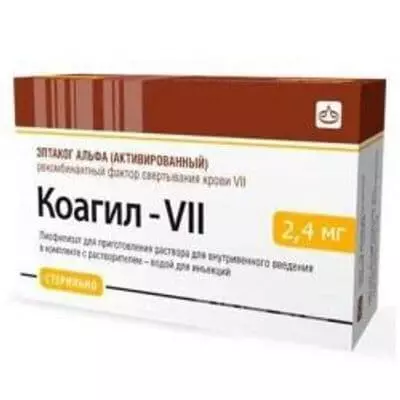 ЭПТАКОГ АЛЬФА (АКТИВИРОВАННЫЙ)
рекомбинантный фактор свертывания крови VII
Коагил - VII
2,4 мг
Лиофилизат для приготовления раствора для внутривенного введения
в комплекте с растворителем – водой для инъекций
СТЕРИЛЬНО